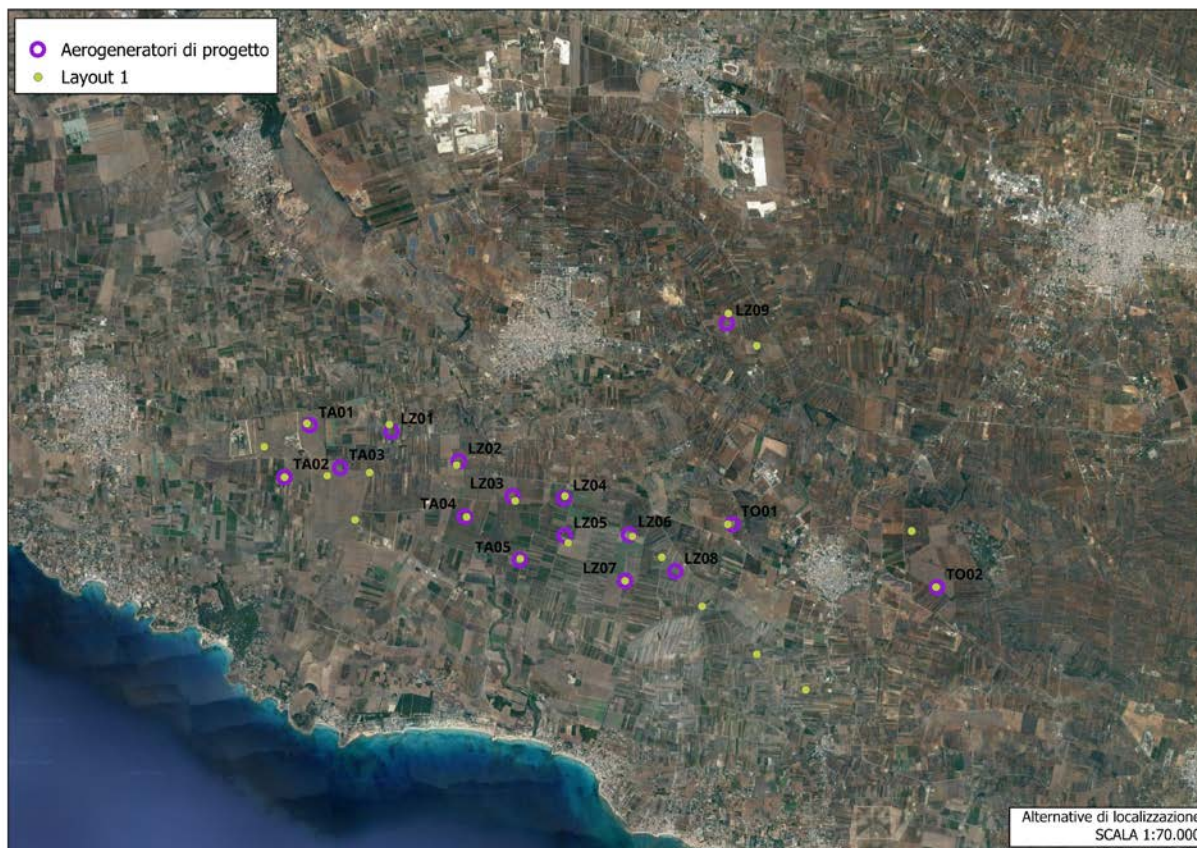 Aerogeneratori di progetto
Layout 1
LZ09
TA01
LZ01
LZ02
TA03
TA02
LZ03
LZ04
TA04
TO01
LZ05
LZ06
TA05
LZ08
LZ07
TO02
Alternative di localizzazione
SCALA 1:70.000